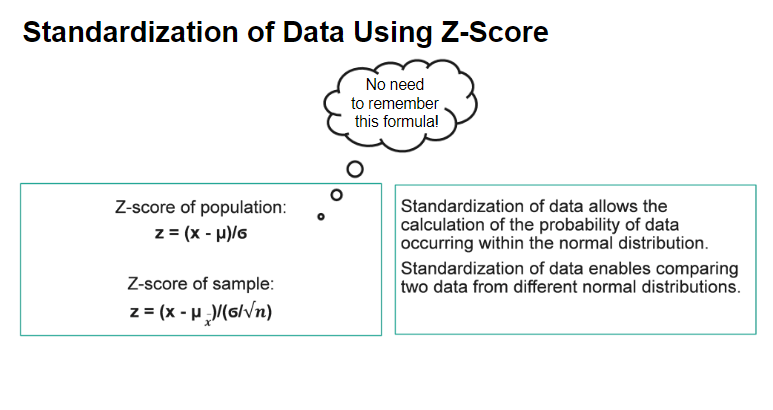 Standardization of Data Using Z-Score
No need
to remember
this formula!
Z-score of population:
z = (x - μ)/б
Z-score of sample:
z = (x - μ x̄)/(б/√n)
Standardization of data allows the
calculation of the probability of data
occurring within the normal distribution.
Standardization of data enables comparing
two data from different normal distributions.